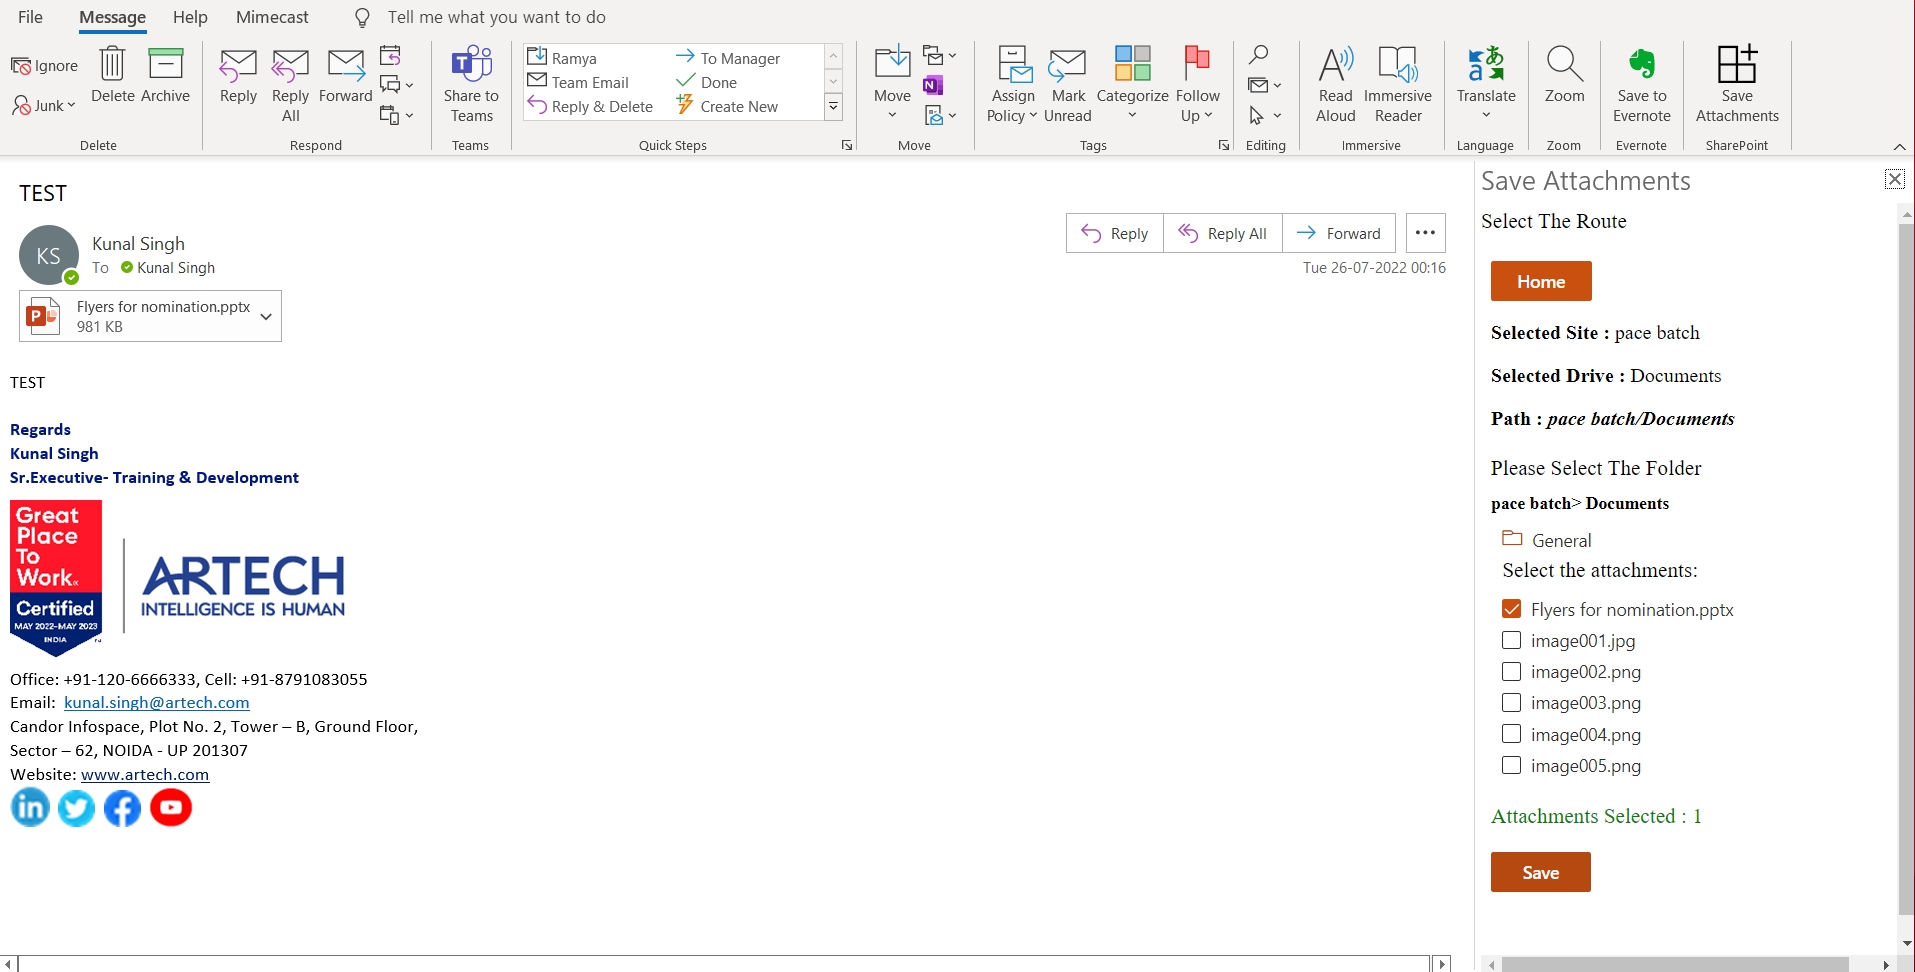 File Message Help Mimecast Tell me what you want to do
Ignore
Junk
Delete
Archive
Delete
Reply
Reply All
Forward
Respond
Share to Teams
Teams
Ramya
Team Email
Reply & Delete
To Manager
Done
Create New
Quick Steps
Move
Move
Assign Policy
Mark Unread
Categorize
Follow Up
Tags
Editing
Read Aloud
Immersive Reader
Immersive
Translate
Language
Zoom
Zoom
Save to Evernote
Evernote
Save Attachments
SharePoint
TEST
KS
Kunal Singh
To Kunal Singh
Reply
Reply All
Forward
Tue 26-07-2022 00:16
P
Flyers for nomination.pptx
981 KB
TEST
Regards
Kunal Singh
Sr.Executive- Training & Development
Great
Place
To
Work
Certified
MAY 2022-MAY 2023
INDIA
ARTECH
INTELLIGENCE IS HUMAN
Office: +91-120-6666333, Cell: +91-8791083055
Email: kunal.singh@artech.com
Candor Infospace, Plot No. 2, Tower – B, Ground Floor,
Sector – 62, NOIDA - UP 201307
Website: www.artech.com
in
Save Attachments
Select The Route
Home
Selected Site : pace batch
Selected Drive : Documents
Path : pace batch/Documents
Please Select The Folder
pace batch> Documents
General
Select the attachments:
Flyers for nomination.pptx
image001.jpg
image002.png
image003.png
image004.png
image005.png
Attachments Selected : 1
Save